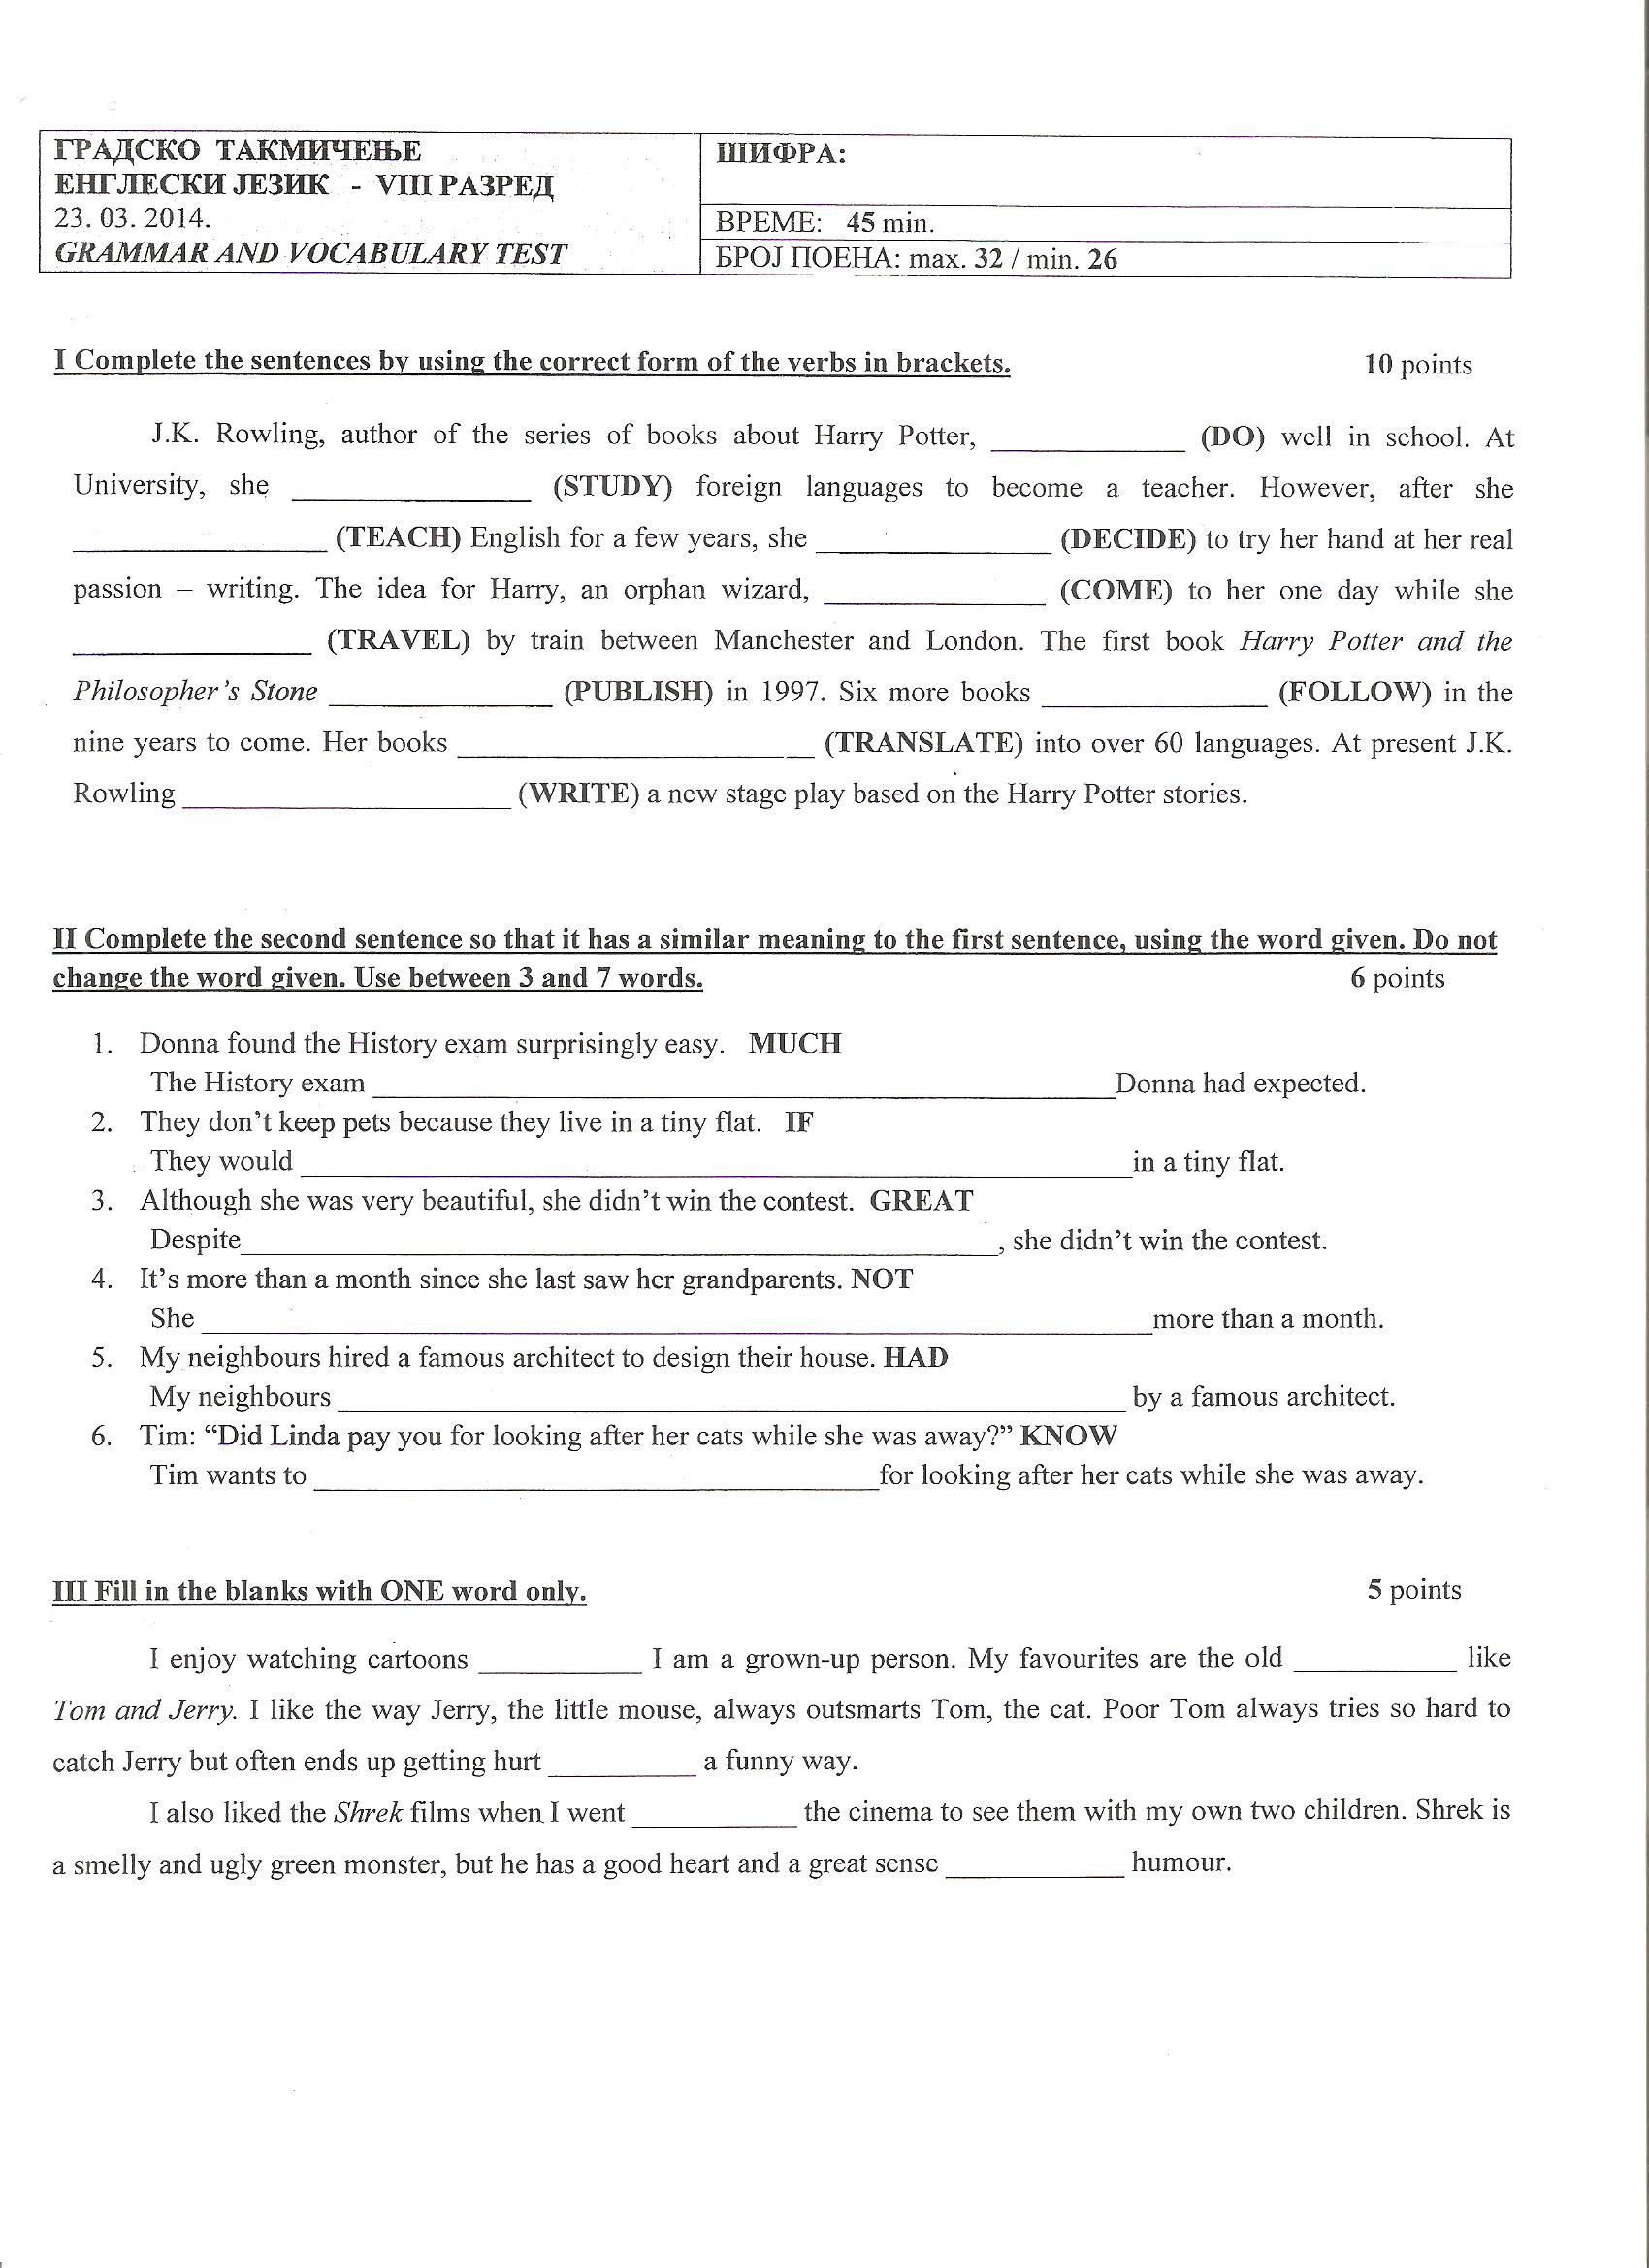 ГРАДСКО ТАКМИЧЕЊЕ
ЕНГЛЕСКИ ЈЕЗИК - VIII РАЗРЕД
23. 03. 2014.
GRAMMAR AND VOCABULARY TEST
ШИФРА:
ВРЕМЕ: 45 min.
БРОЈ ПОЕНА: max. 32 / min. 26
I Complete the sentences by using the correct form of the verbs in brackets. 10 points
J.K. Rowling, author of the series of books about Harry Potter, _____________ (DO) well in school. At
University, she ________________ (STUDY) foreign languages to become a teacher. However, after she
_________________ (TEACH) English for a few years, she ________________ (DECIDE) to try her hand at her real
passion – writing. The idea for Harry, an orphan wizard, _______________ (COME) to her one day while she
________________ (TRAVEL) by train between Manchester and London. The first book Harry Potter and the
Philosopher's Stone _______________ (PUBLISH) in 1997. Six more books _______________ (FOLLOW) in the
nine years to come. Her books ________________________ (TRANSLATE) into over 60 languages. At present J.K.
Rowling ______________________ (WRITE) a new stage play based on the Harry Potter stories.
II Complete the second sentence so that it has a similar meaning to the first sentence, using the word given. Do not
change the word given. Use between 3 and 7 words. 6 points
1. Donna found the History exam surprisingly easy. MUCH
The History exam __________________________________________________Donna had expected.
2. They don't keep pets because they live in a tiny flat. IF
They would ________________________________________________________in a tiny flat.
3. Although she was very beautiful, she didn't win the contest. GREAT
Despite___________________________________________________, she didn't win the contest.
4. It's more than a month since she last saw her grandparents. NOT
She ________________________________________________________________more than a month.
5. My neighbours hired a famous architect to design their house. HAD
My neighbours _____________________________________________________ by a famous architect.
6. Tim: “Did Linda pay you for looking after her cats while she was away?” KNOW
Tim wants to ______________________________________for looking after her cats while she was away.
III Fill in the blanks with ONE word only. 5 points
I enjoy watching cartoons ___________ I am a grown-up person. My favourites are the old ___________ like
Tom and Jerry. I like the way Jerry, the little mouse, always outsmarts Tom, the cat. Poor Tom always tries so hard to
catch Jerry but often ends up getting hurt __________ a funny way.
I also liked the Shrek films when I went ___________ the cinema to see them with my own two children. Shrek is
a smelly and ugly green monster, but he has a good heart and a great sense ____________ humour.